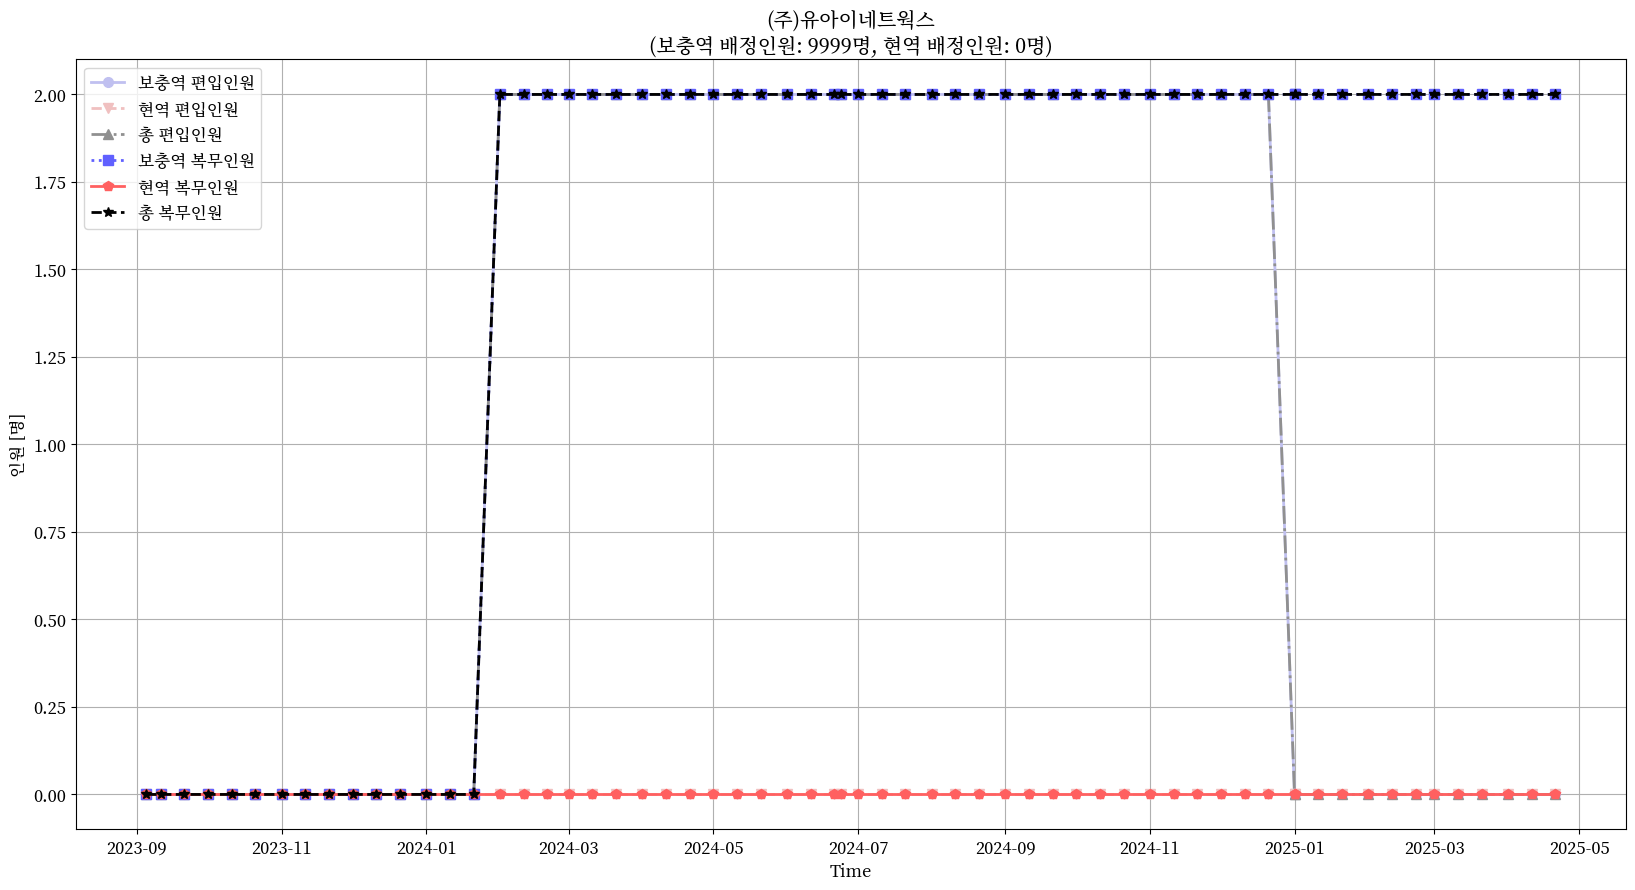 (주)유아이네트웍스
(보충역 배정인원: 9999명, 현역 배정인원: 0명)
보충역 편입인원
현역 편입인원
총 편입인원
보충역 복무인원
현역 복무인원
총 복무인원
2.00
1.75
1.50
1.25
1.00
0.75
0.50
0.25
0.00
인원 [명]
2023-09 2023-11 2024-01 2024-03 2024-05 2024-07 2024-09 2024-11 2025-01 2025-03 2025-05
Time